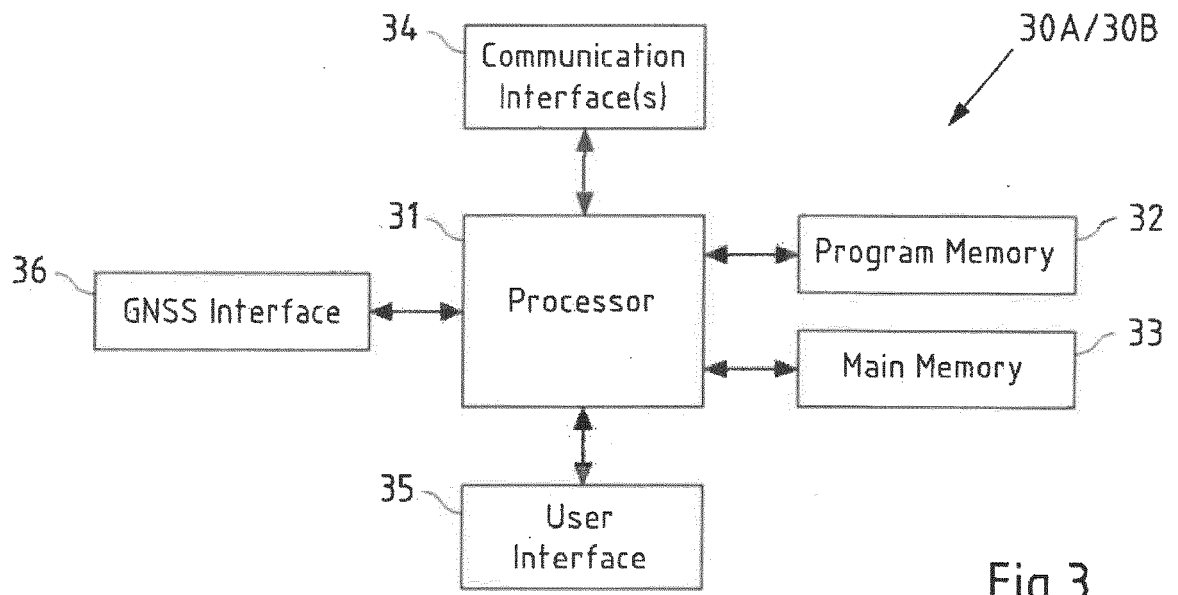 34
Communication
Interface(s)
30A/30B
31
Processor
32
Program Memory
36
GNSS Interface
33
Main Memory
35
User
Interface
Fig.3